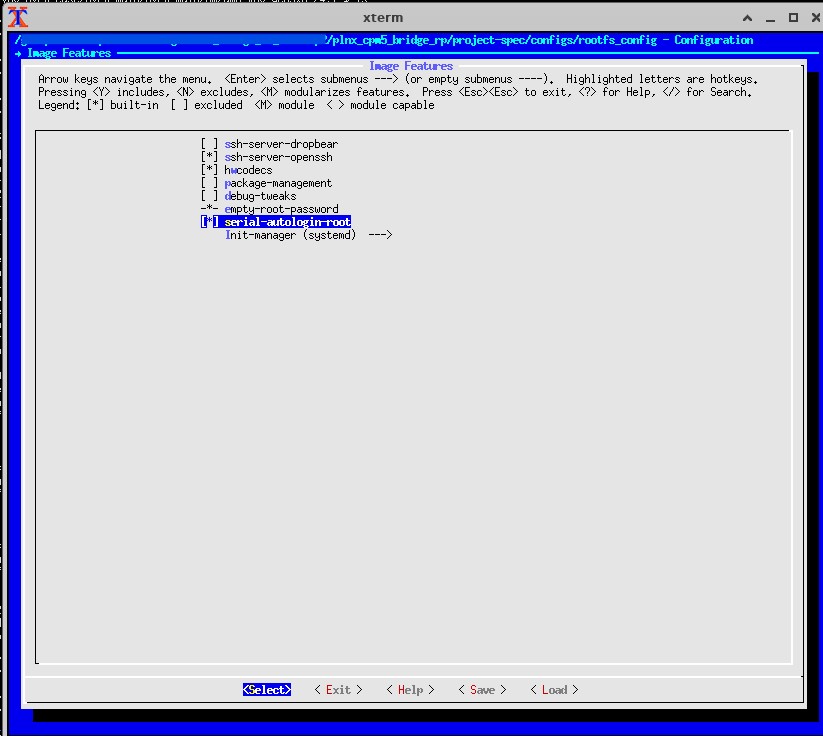 xterm
/plnx_cpm5_bridge_rp/project-spec/configs/rootfs_config - Configuration
→ Image Features
Image Features
Arrow keys navigate the menu.  <Enter> selects submenus ---> (or empty submenus ----).  Highlighted letters are hotkeys.
Pressing <Y> includes, <N> excludes, <M> modularizes features.  Press <Esc><Esc> to exit, <?> for Help, </> for Search.
Legend: [*] built-in  [ ] excluded  <M> module  < > module capable
[ ] ssh-server-dropbear
[*] ssh-server-openssh
[*] hwcodecs
[ ] package-management
[ ] debug-tweaks
-*- empty-root-password
[*] serial-autologin-root
Init-manager (systemd)  --->
<Select>    < Exit >    < Help >    < Save >    < Load >